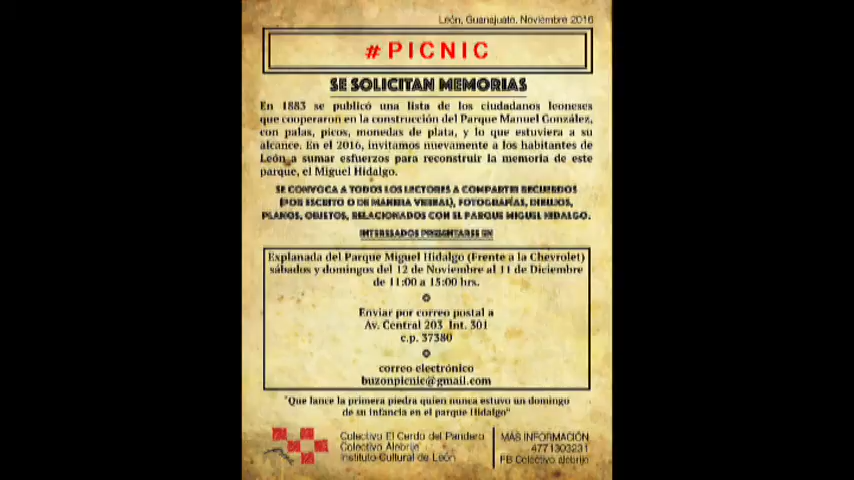 León, Guanajuato, Noviembre 2016
#PICNIC
SE SOLICITAN MEMORIAS
En 1883 se publicó una lista de los ciudadanos leoneses
que cooperaron en la construcción del Parque Manuel González,
con palas, picos, monedas de plata, y lo que estuviera a su
alcance. En el 2016, invitamos nuevamente a los habitantes de
León a sumar esfuerzos para reconstruir la memoria de este
parque, el Miguel Hidalgo.
SE CONVOCA A TODOS LOS LECTORES A COMPARTIR RECUERDOS
(POR ESCRITO O DE MANERA VERBAL), FOTOGRAFÍAS, DIBUJOS,
PLANOS, OBJETOS, RELACIONADOS CON EL PARQUE MIGUEL HIDALGO.
INTERESADOS PRESENTARSE EN
Explanada del Parque Miguel Hidalgo (Frente a la Chevrolet)
sábados y domingos del 12 de Noviembre al 11 de Diciembre
de 11:00 a 15:00 hrs.
Enviar por correo postal a
Av. Central 203 Int. 301
c.p. 37380
correo electrónico
buzonpicnic@gmail.com
"Que lance la primera piedra quien nunca estuvo un domingo
de su infancia en el parque Hidalgo"
Colectivo El Cerdo del Pandero
Colectivo Alebrije
Instituto Cultural de León
MÁS INFORMACIÓN
4771303231
FB Colectivo alebrije